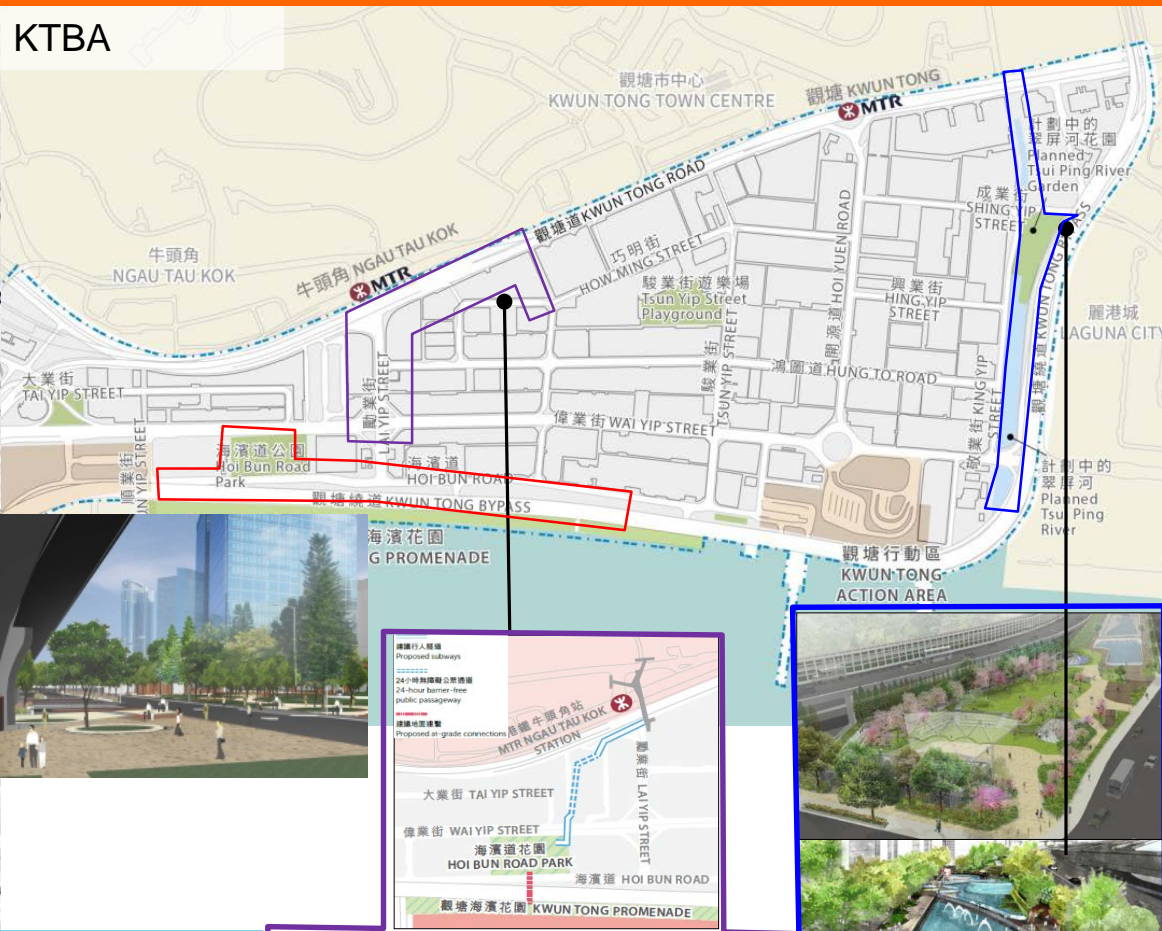 KTBA
觀塘市中心
KWUN TONG TOWN CENTRE
觀塘 KWUN TONG
MTR
計劃中的
翠屏河花園
Planned
Tsui Ping River
Garden
成業街
SHING YIP
STREET
觀塘道 KWUN TONG ROAD
牛頭角
NGAU TAU KOK
牛頭角 NGAU TAU KOK
MTR
巧明街
HOW MING STREET
駿業街遊樂場
Tsun Yip Street
Playground
開源道 HOI YUEN ROAD
興業街
HING YIP
STREET
麗港城
LAGUNA CITY
觀塘繞道 KWUN TONG BYPASS
大業街
TAI YIP STREET
勵業街
LAI YIP STREET
駿業街
TSUN YIP STREET
鴻圖道 HUNG TO ROAD
偉業街 WAI YIP STREET
敬業街 KING YIP
STREET
順業街
UN YIP STREET
海濱道公園
Hoi Bun Road
Park
海濱道
HOI BUN ROAD
觀塘繞道 KWUN TONG BYPASS
計劃中的
翠屏河
Planned
Tsui Ping
River
海濱花園
G PROMENADE
觀塘行動區
KWUN TONG
ACTION AREA
建議行人隧道
Proposed subways
24小時無障礙公眾通道
24-hour barrier-free
public passageway
建議地面連繫
Proposed at-grade connections
港鐵牛頭角站
MTR NGAU TAU KOK
STATION
大業街 TAI YIP STREET
勵業街 LAI YIP STREET
偉業街 WAI YIP STREET
海濱道花園
HOI BUN ROAD PARK
海濱道 HOI BUN ROAD
觀塘海濱花園 KWUN TONG PROMENADE